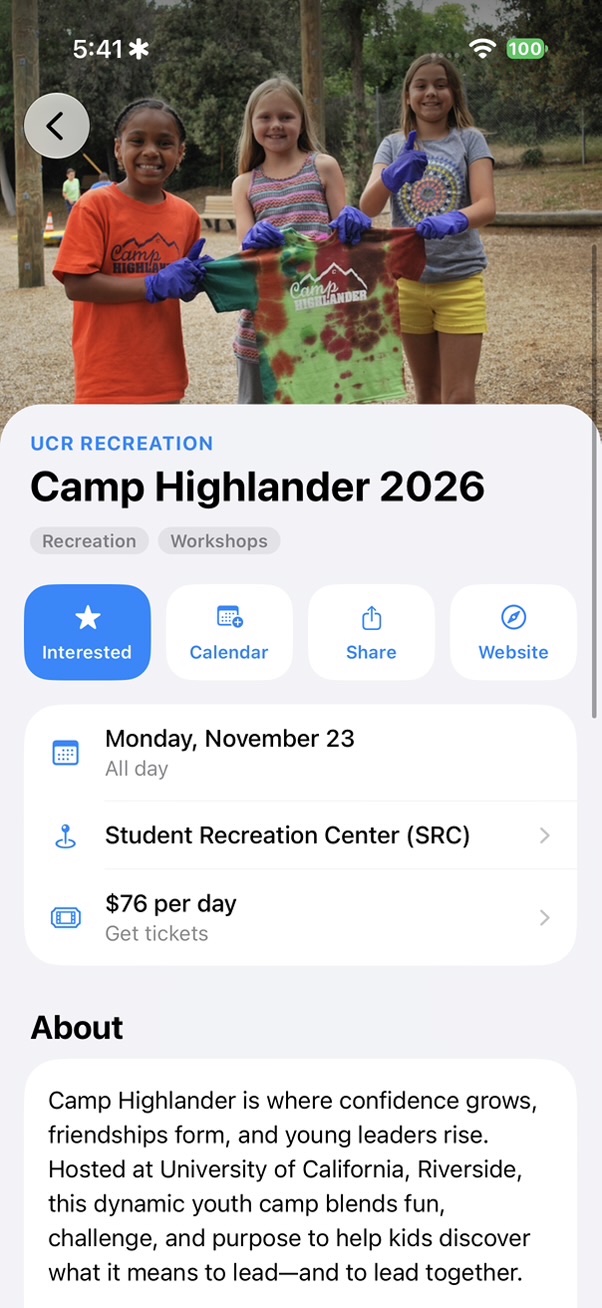 5:41
100
Camp
HIGHLAN
Camp
HIGHLANDER
UCR RECREATION
Camp Highlander 2026
Recreation
Workshops
Interested
Calendar
Share
Website
Monday, November 23
All day
Student Recreation Center (SRC)
$76 per day
Get tickets
About
Camp Highlander is where confidence grows,
friendships form, and young leaders rise.
Hosted at University of California, Riverside,
this dynamic youth camp blends fun,
challenge, and purpose to help kids discover
what it means to lead—and to lead together.